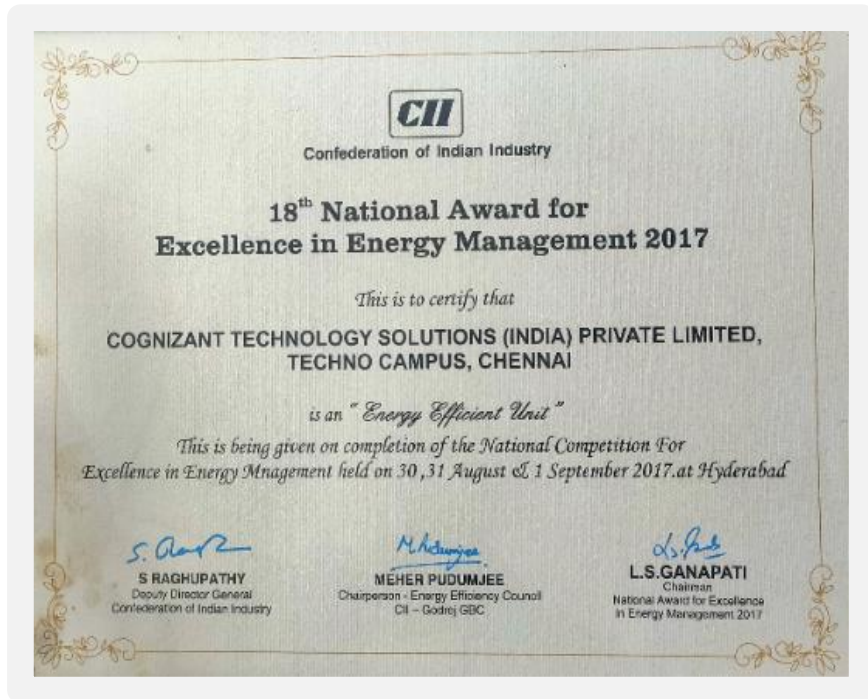 CII
Confederation of Indian Industry
18th National Award for
Excellence in Energy Management 2017
This is to certify that
COGNIZANT TECHNOLOGY SOLUTIONS (INDIA) PRIVATE LIMITED,
TECHNO CAMPUS, CHENNAI
is an " Energy Efficient Unit "
This is being given on completion of the National Competition For
Excellence in Energy Mnagement held on 30,31 August & 1 September 2017.at Hyderabad
S RAGHUPATHY
Deputy Director General
Confederation of Indian Industry
MEHER PUDUMJEE
Chairperson - Energy Efficiency Council
CII – Godrej GBC
L.S.GANAPATI
Chairman
National Award for Excellence
in Energy Management 2017